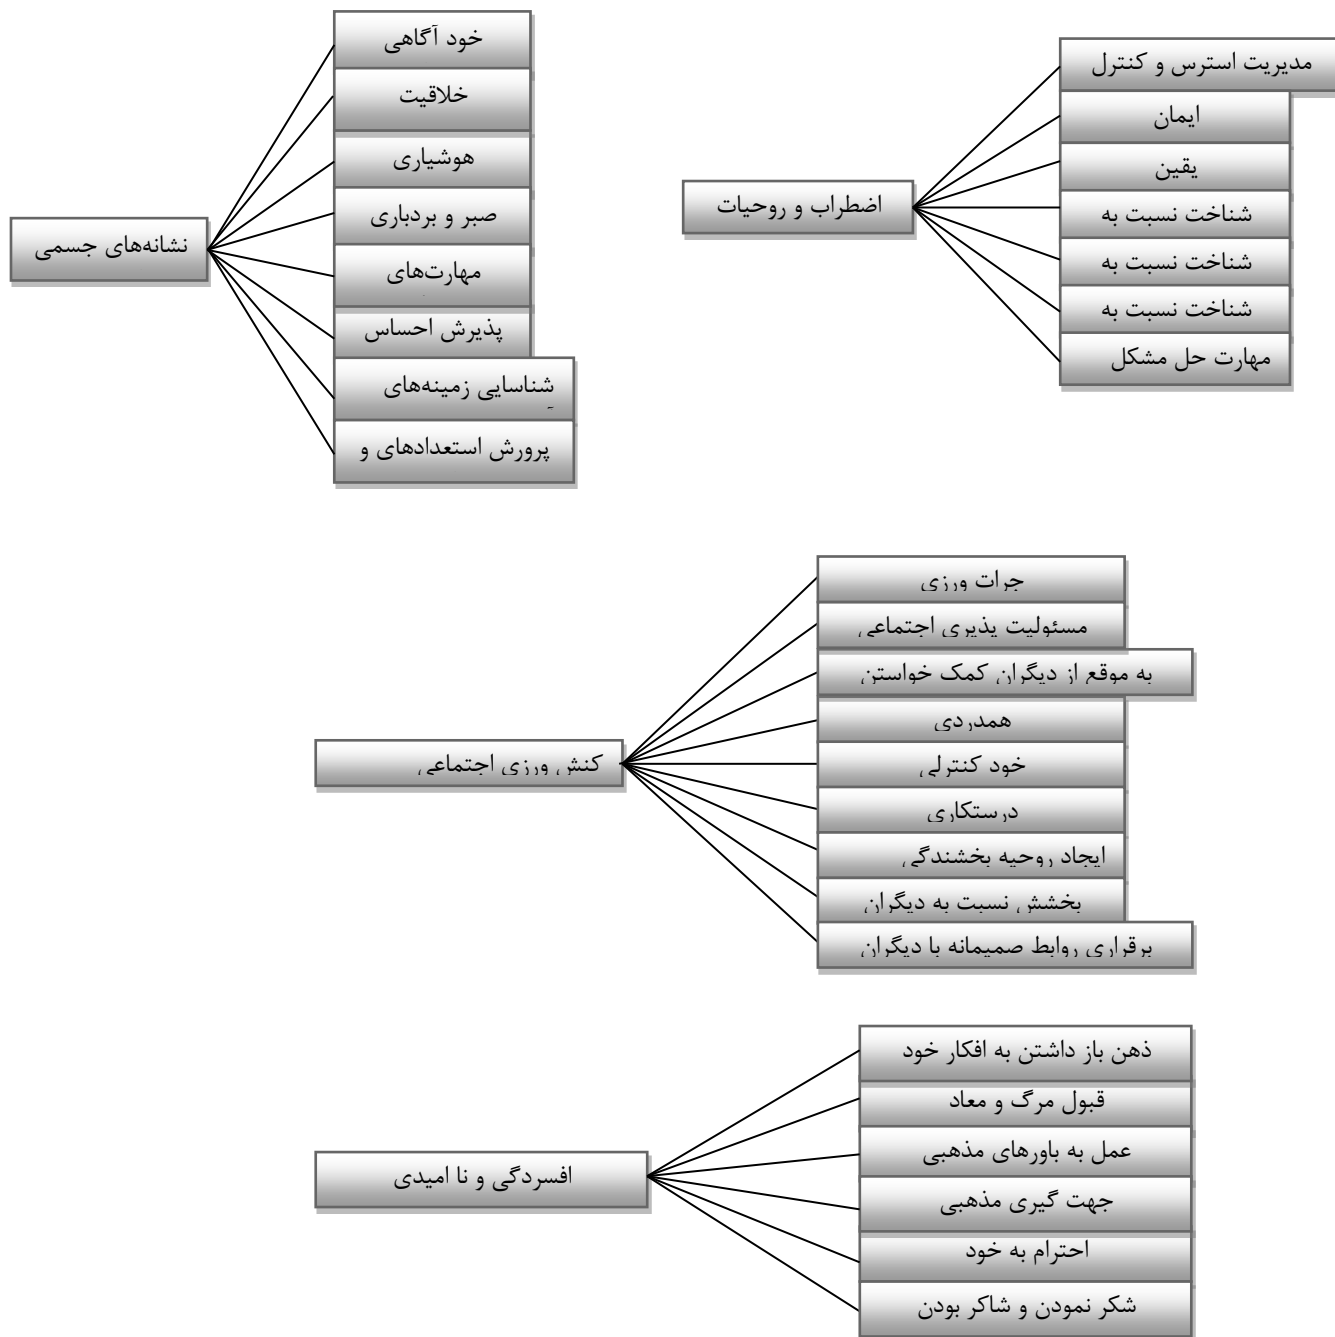 نشانه‌های جسمی
خود آگاهی
خلاقیت
هوشیاری
صبر و بردباری
مهارت‌های
پذیرش احساس
شناسایی زمینه‌های
پرورش استعدادهای و
اضطراب و روحیات
مدیریت استرس و کنترل
ایمان
یقین
شناخت نسبت به
شناخت نسبت به
شناخت نسبت به
مهارت حل مشکل
کنش ورزی اجتماعی
جرات ورزی
مسئولیت پذیری اجتماعی
به موقع از دیگران کمک خواستن
همدردی
خود کنترلی
درستکاری
ایجاد روحیه بخشندگی
بخشش نسبت به دیگران
برقراری روابط صمیمانه با دیگران
افسردگی و نا امیدی
ذهن باز داشتن به افکار خود
قبول مرگ و معاد
عمل به باورهای مذهبی
جهت گیری مذهبی
احترام به خود
شکر نمودن و شاکر بودن